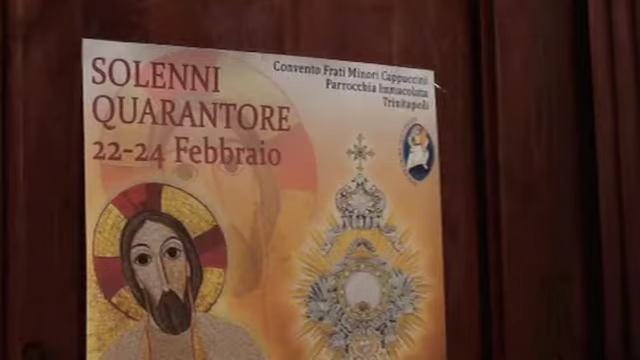 SOLENNI
QUARANTORE
22-24 Febbraio
Convento Frati Minori Cappuccini
Parrocchia Immacolata
Trinitapoli